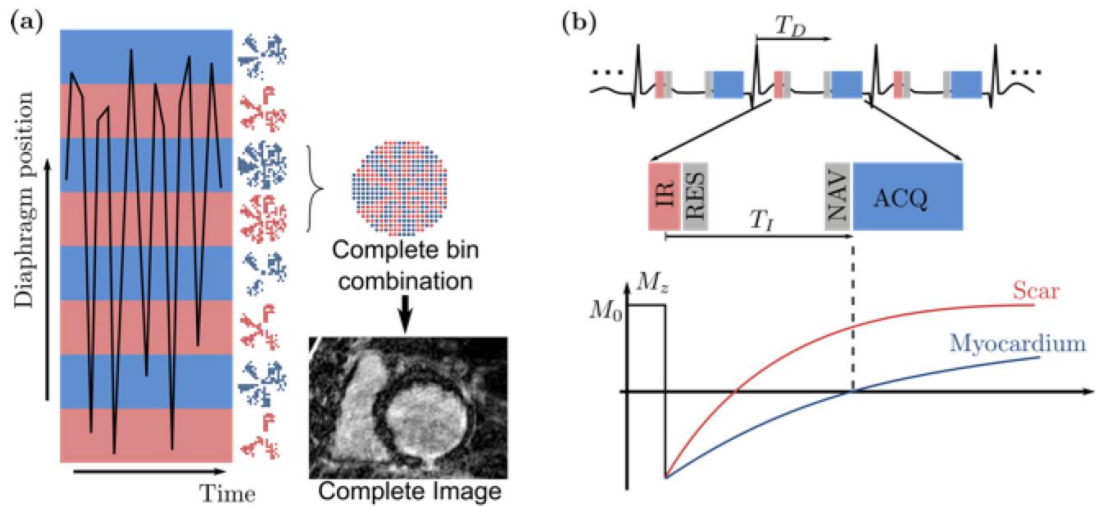 (a)
Diaphragm position
Time
Complete bin
combination
Complete Image
(b)
T_D
IR
RES
NAV
ACQ
T_I
M_z
M_0
Scar
Myocardium